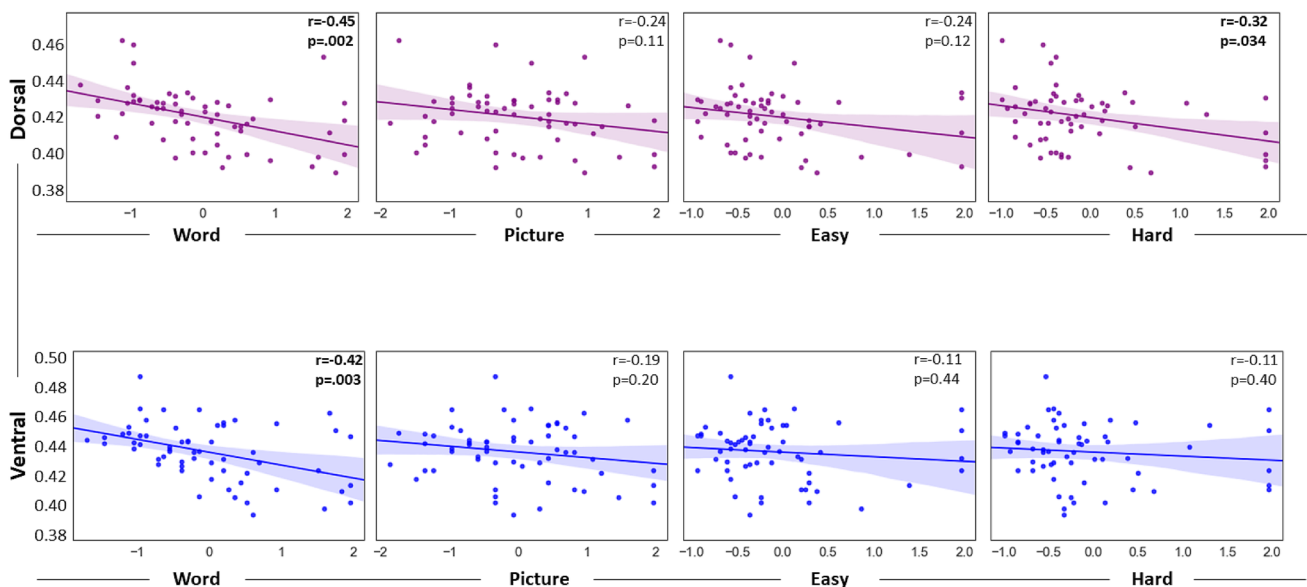 r=-0.45
p=.002
r=-0.24
p=0.11
r=-0.24
p=0.12
r=-0.32
p=.034
Dorsal
0.46
0.44
0.42
0.40
0.38
−1 0 1 2
−2 −1 0 1 2
−1.0 −0.5 0.0 0.5 1.0 1.5 2.0
−1.0 −0.5 0.0 0.5 1.0 1.5 2.0
Word Picture Easy Hard
r=-0.42
p=.003
r=-0.19
p=0.20
r=-0.11
p=0.44
r=-0.11
p=0.40
Ventral
0.50
0.48
0.46
0.44
0.42
0.40
0.38
−1 0 1 2
−2 −1 0 1 2
−1.0 −0.5 0.0 0.5 1.0 1.5 2.0
−1.0 −0.5 0.0 0.5 1.0 1.5 2.0
Word Picture Easy Hard